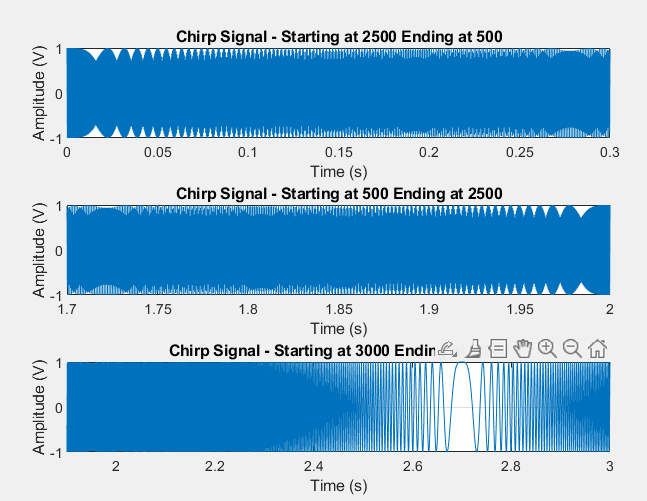 Chirp Signal - Starting at 2500 Ending at 500
Amplitude (V)
1
0
-1
0 0.05 0.1 0.15 0.2 0.25 0.3
Time (s)
Chirp Signal - Starting at 500 Ending at 2500
Amplitude (V)
1
0
-1
1.7 1.75 1.8 1.85 1.9 1.95 2
Time (s)
Chirp Signal - Starting at 3000
Amplitude (V)
1
0
-1
2 2.2 2.4 2.6 2.8 3
Time (s)